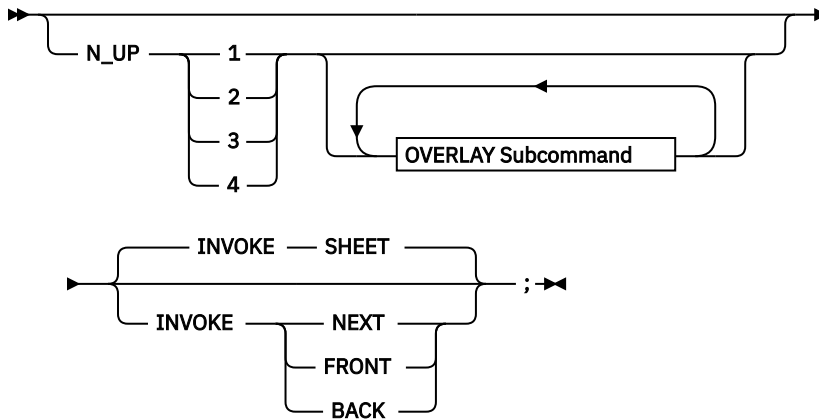 N_UP 1
2
3
4
OVERLAY Subcommand
INVOKE SHEET
;
INVOKE NEXT
FRONT
BACK